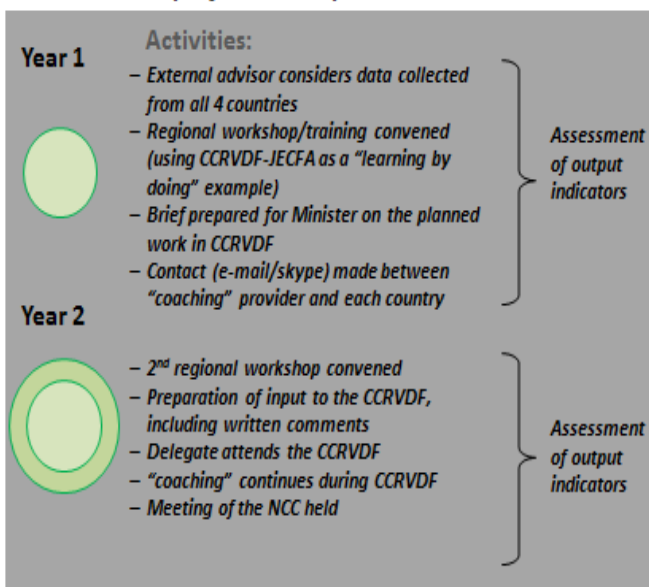 Activities:
Year 1
– External advisor considers data collected
from all 4 countries
– Regional workshop/training convened
(using CCRVDF-JECFA as a “learning by
doing” example)
– Brief prepared for Minister on the planned
work in CCRVDF
– Contact (e-mail/skype) made between
“coaching” provider and each country
Assessment
of output
indicators
Year 2
– 2nd regional workshop convened
– Preparation of input to the CCRVDF,
including written comments
– Delegate attends the CCRVDF
– “coaching” continues during CCRVDF
– Meeting of the NCC held
Assessment
of output
indicators